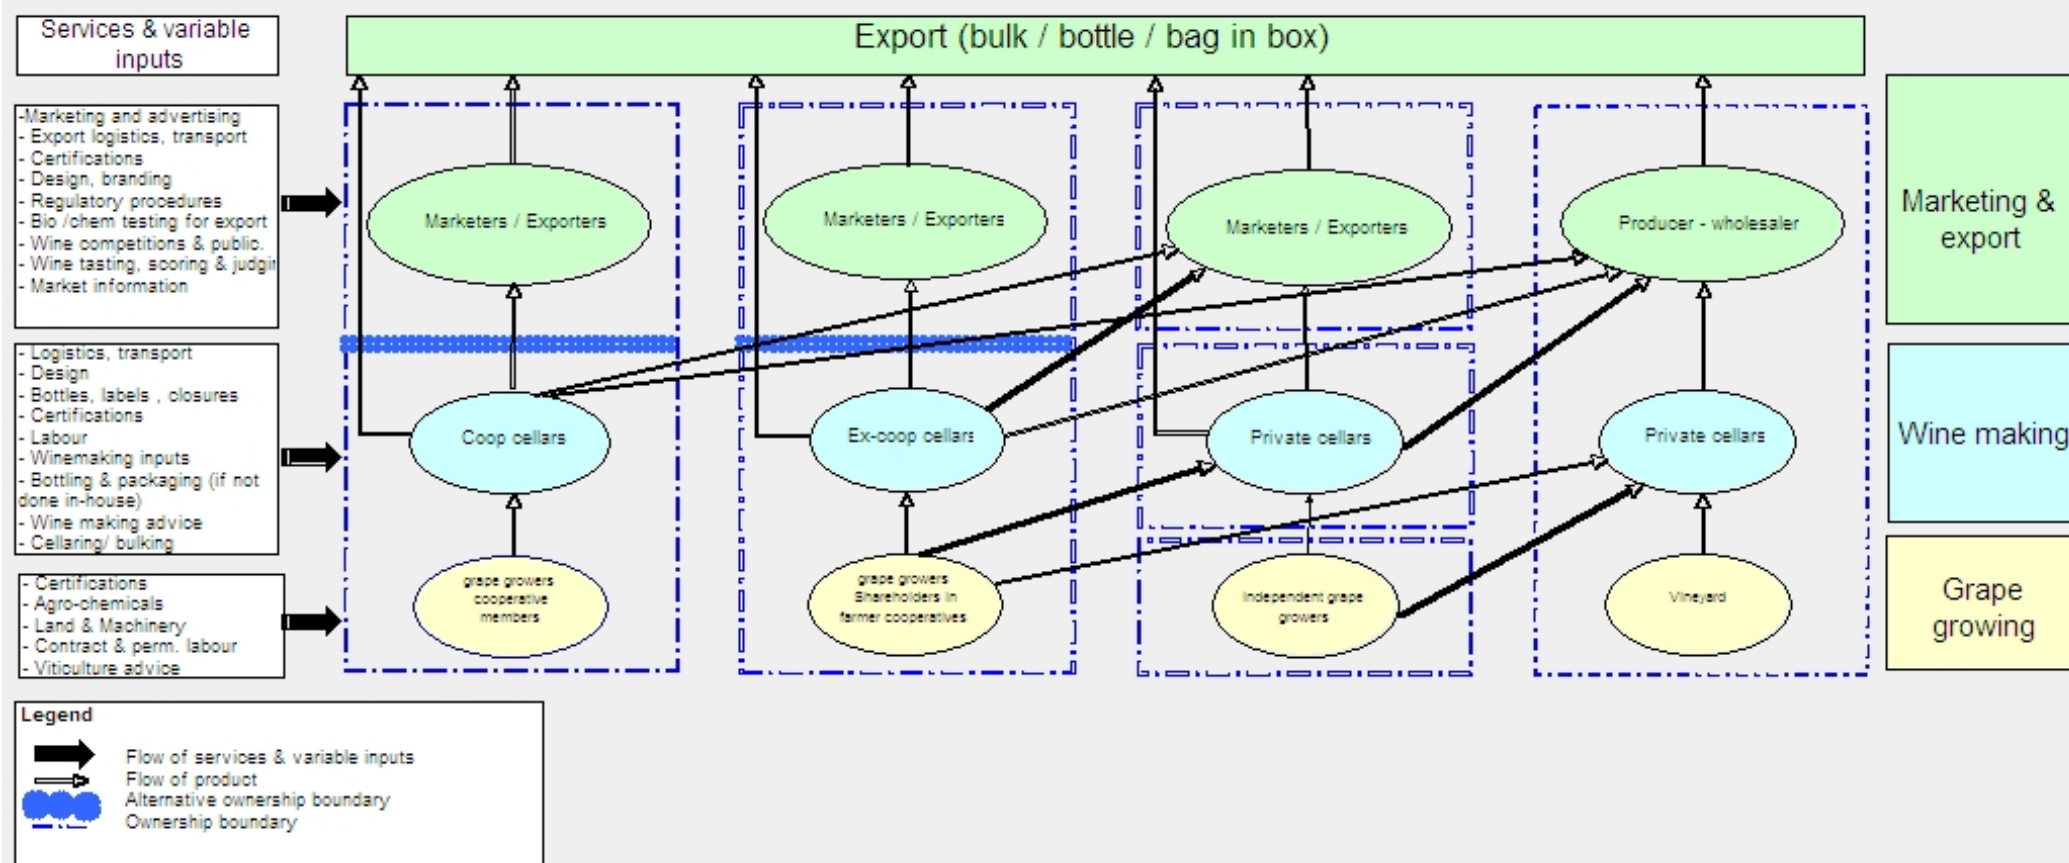 Services & variable
inputs
Export (bulk / bottle / bag in box)
-Marketing and advertising
- Export logistics, transport
- Certifications
- Design, branding
- Regulatory procedures
- Bio /chem testing for export
- Wine competitions & public.
- Wine tasting, scoring & judgin
- Market information
Marketers / Exporters
Marketers / Exporters
Marketers / Exporters
Producer - wholesaler
Marketing &
export
- Logistics, transport
- Design
- Bottles, labels , closures
- Certifications
- Labour
- Winemaking inputs
- Bottling & packaging (if not
done in-house)
- Wine making advice
- Cellaring/ bulking
Coop cellars
Ex-coop cellars
Private cellars
Private cellars
Wine making
- Certifications
- Agro-chemicals
- Land & Machinery
- Contract & perm. labour
- Viticulture advice
grape growers
cooperative
members
grape growers
Shareholders in
farmer cooperatives
Independent grape
growers
Vineyard
Grape
growing
Legend
Flow of services & variable inputs
Flow of product
Alternative ownership boundary
Ownership boundary